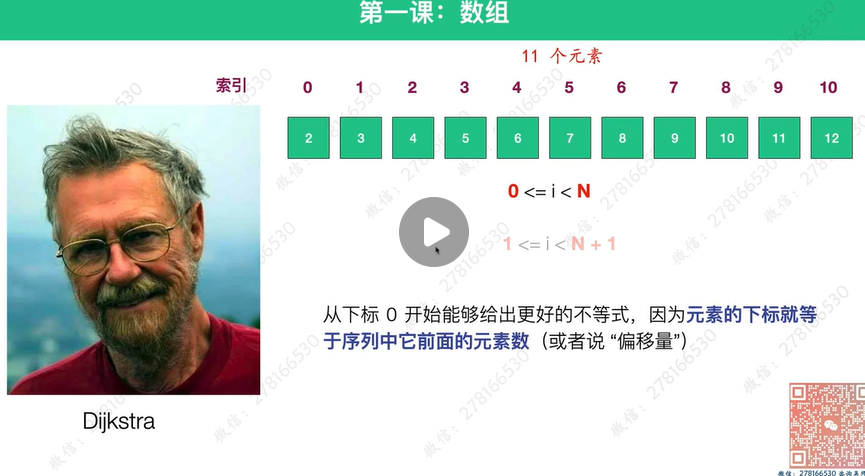 第一课：数组
11 个元素
索引 0 1 2 3 4 5 6 7 8 9 10
2 3 4 5 6 7 8 9 10 11 12
0 <= i < N
1 <= i < N + 1
从下标 0 开始能够给出更好的不等式，因为元素的下标就等
于序列中它前面的元素数（或者说 “偏移量”）
Dijkstra
微信：278166530